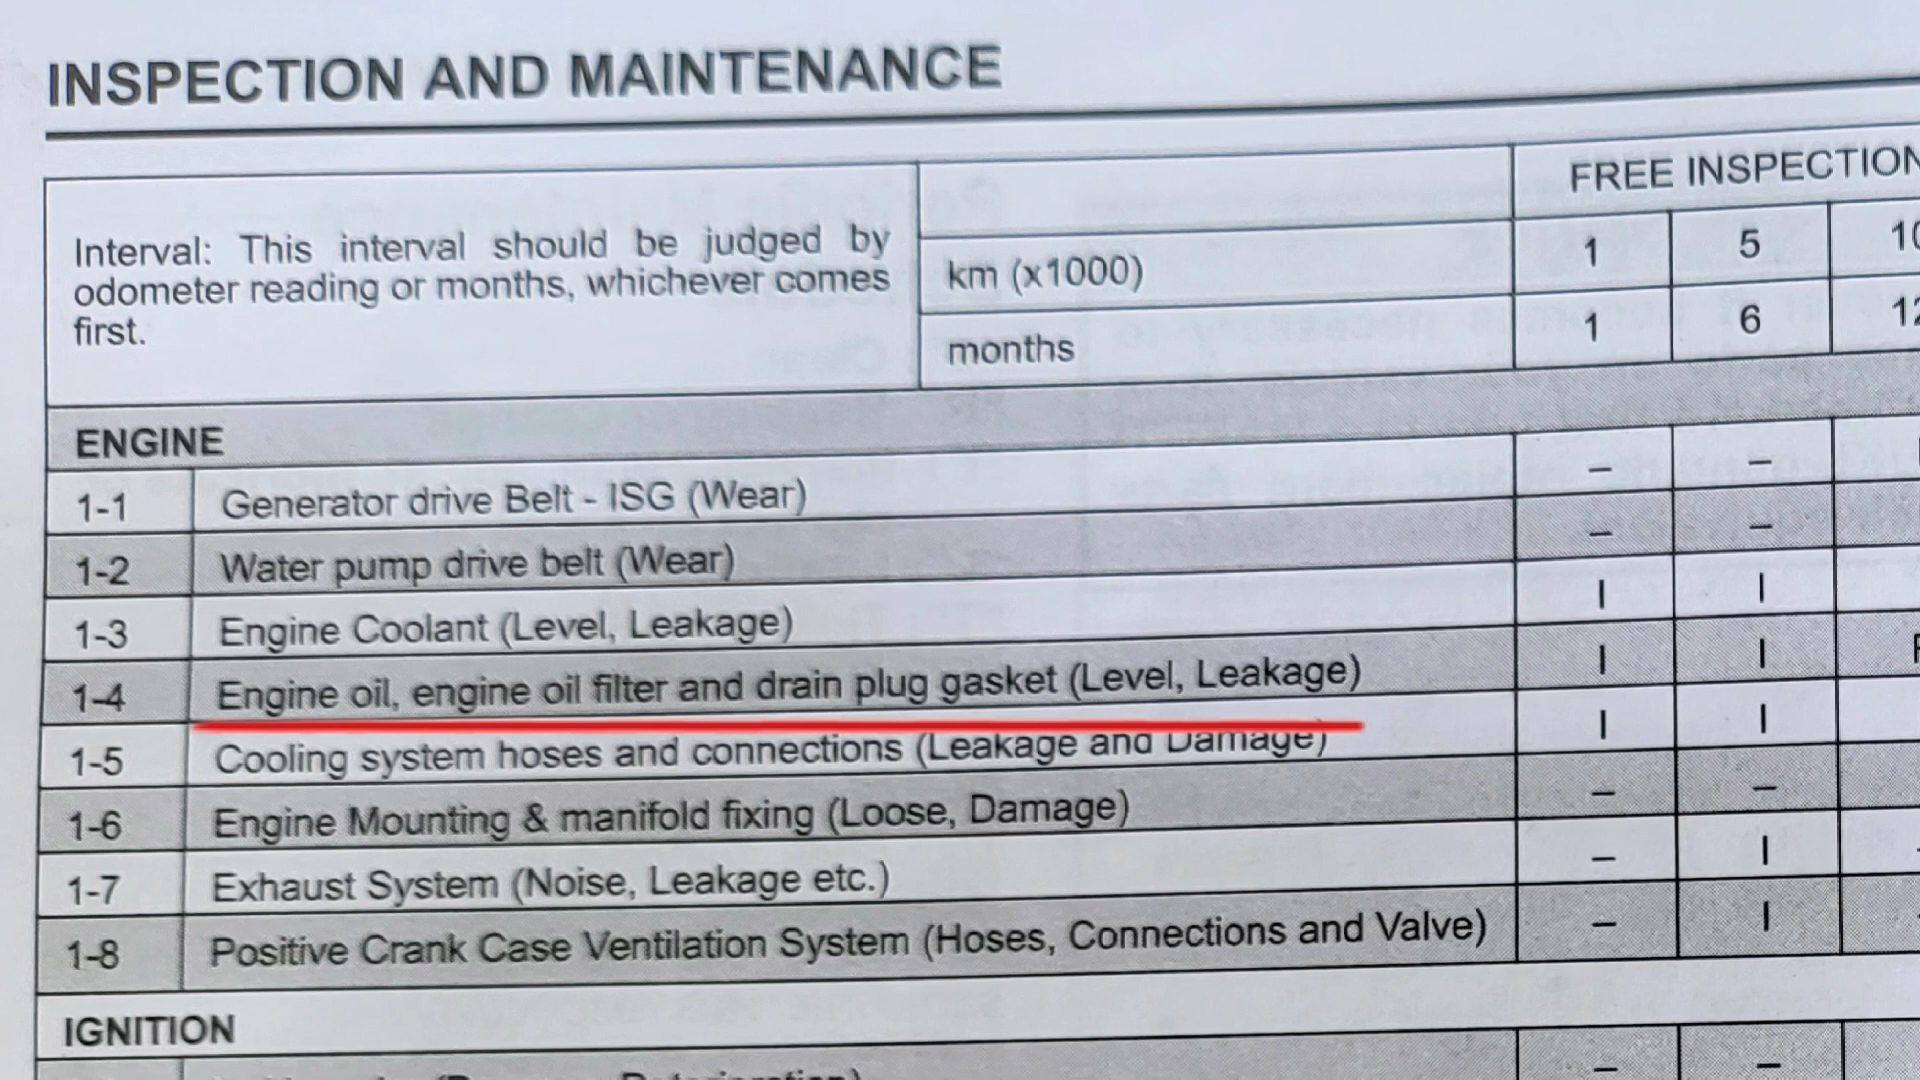 INSPECTION AND MAINTENANCE
FREE INSPECTION
Interval: This interval should be judged by
odometer reading or months, whichever comes
first.
km (x1000) 1 5
months 1 6
ENGINE
1-1 Generator drive Belt - ISG (Wear) – –
1-2 Water pump drive belt (Wear) – –
1-3 Engine Coolant (Level, Leakage) I I
1-4 Engine oil, engine oil filter and drain plug gasket (Level, Leakage) I I
1-5 Cooling system hoses and connections (Leakage and Damage) I I
1-6 Engine Mounting & manifold fixing (Loose, Damage) – –
1-7 Exhaust System (Noise, Leakage etc.) – I
1-8 Positive Crank Case Ventilation System (Hoses, Connections and Valve) – I
IGNITION
– –